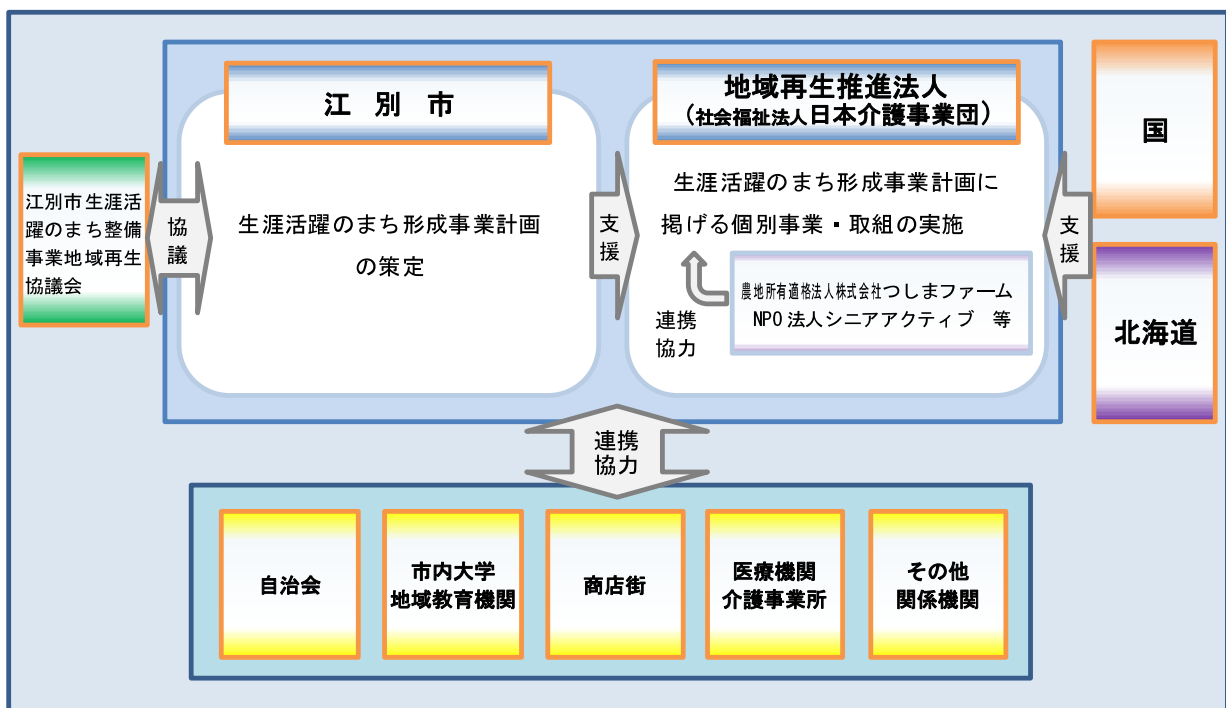 江別市
生涯活躍のまち形成事業計画
の策定
地域再生推進法人
（社会福祉法人日本介護事業団）
生涯活躍のまち形成事業計画に
掲げる個別事業・取組の実施
農地所有適格法人株式会社つしまファーム
NPO法人シニアアクティブ 等
連携
協力
江別市生涯活
躍のまち整備
事業地域再生
協議会
協
議
支
援
支
援
国
北海道
連携
協力
自治会
市内大学
地域教育機関
商店街
医療機関
介護事業所
その他
関係機関